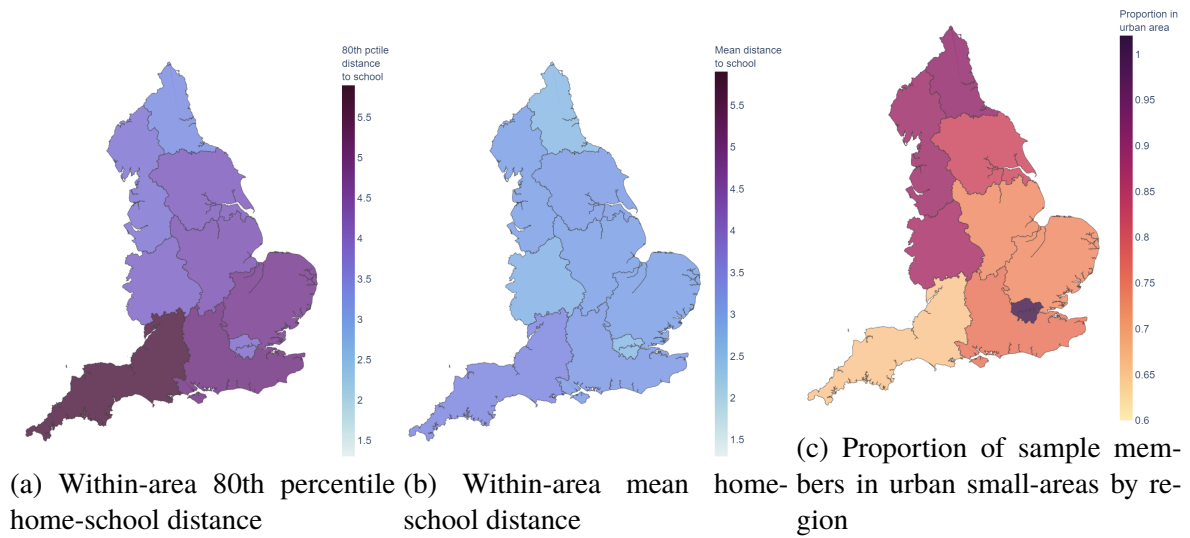 80th pctile
distance
to school
5.5
5
4.5
4
3.5
3
2.5
2
1.5
(a) Within-area 80th percentile
home-school distance
Mean distance
to school
5.5
5
4.5
4
3.5
3
2.5
2
1.5
(b) Within-area mean home-
school distance
Proportion in
urban area
1
0.95
0.9
0.85
0.8
0.75
0.7
0.65
0.6
(c) Proportion of sample mem-
bers in urban small-areas by re-
gion